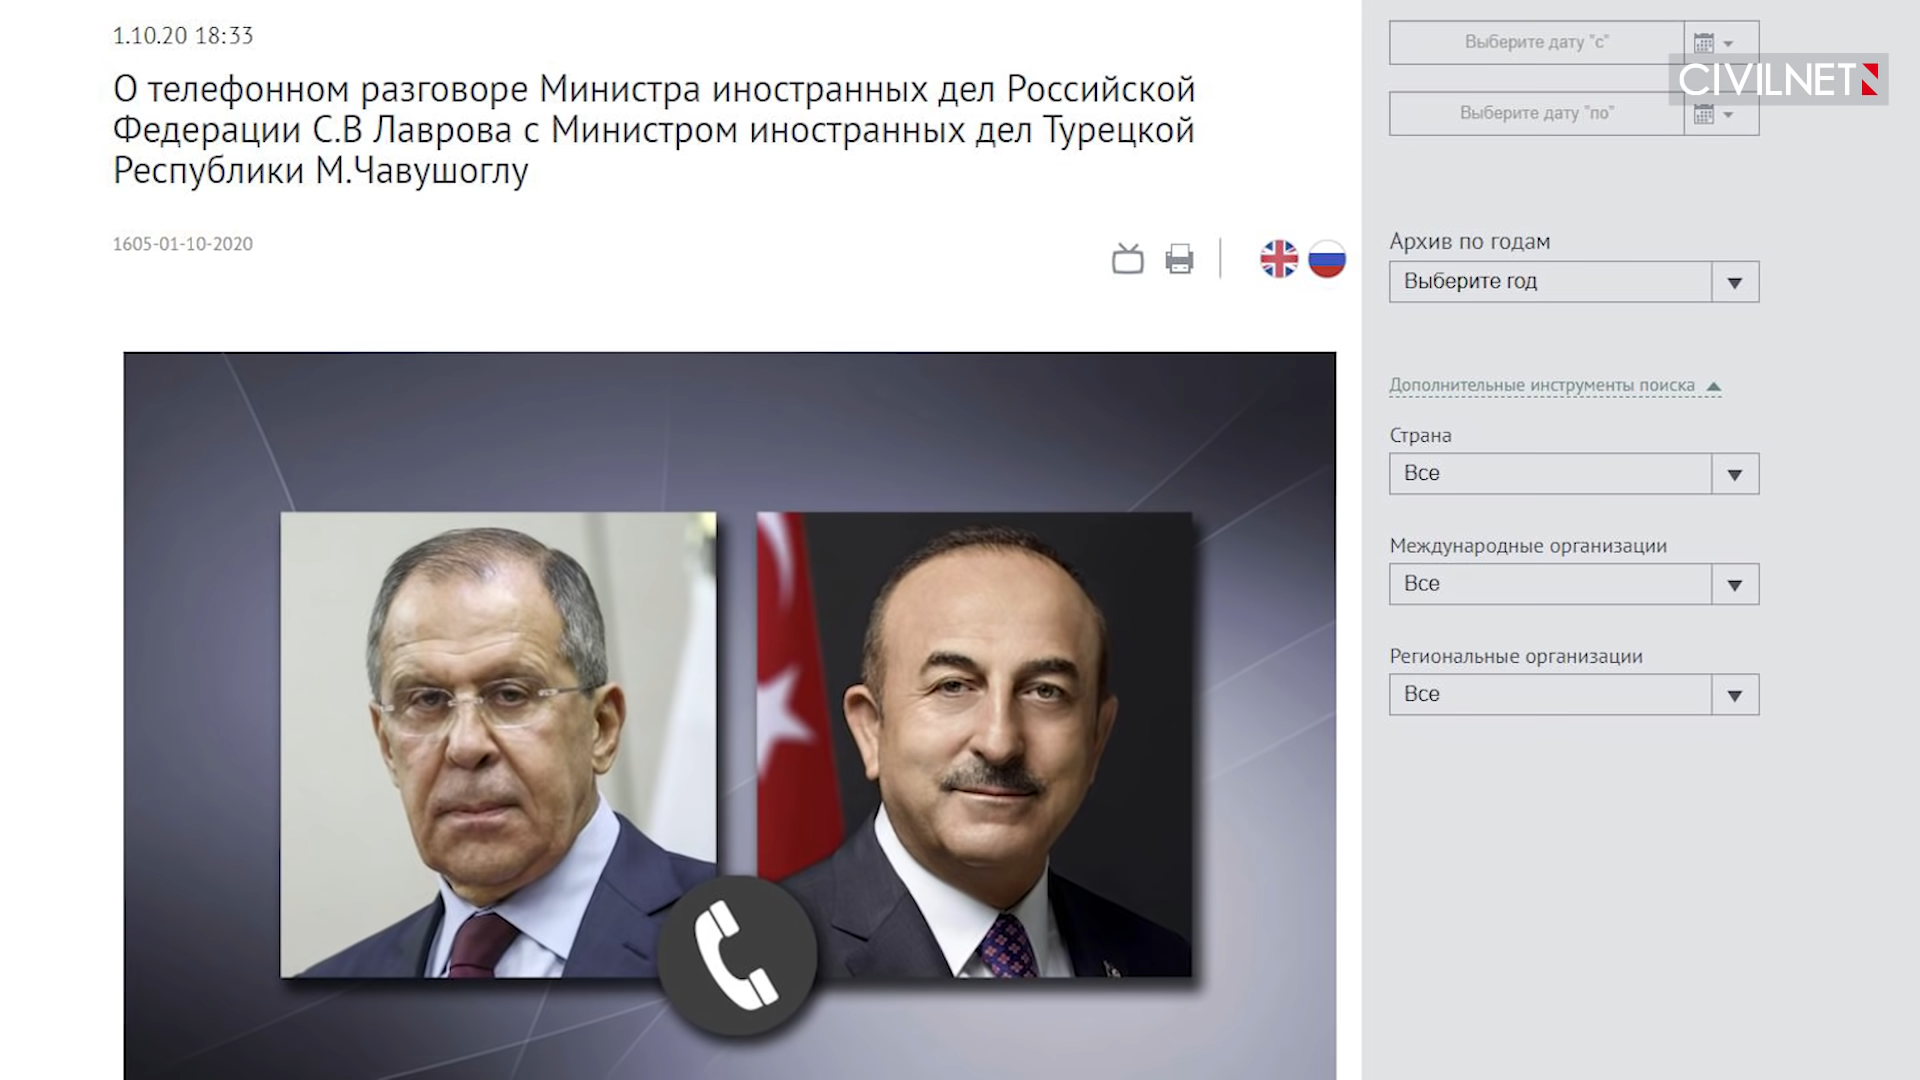 1.10.20 18:33
О телефонном разговоре Министра иностранных дел Российской
Федерации С.В Лаврова с Министром иностранных дел Турецкой
Республики М.Чавушоглу
1605-01-10-2020
Выберите дату "с"
CIVILNET
Выберите дату "по"
Архив по годам
Выберите год
Дополнительные инструменты поиска
Страна
Все
Международные организации
Все
Региональные организации
Все